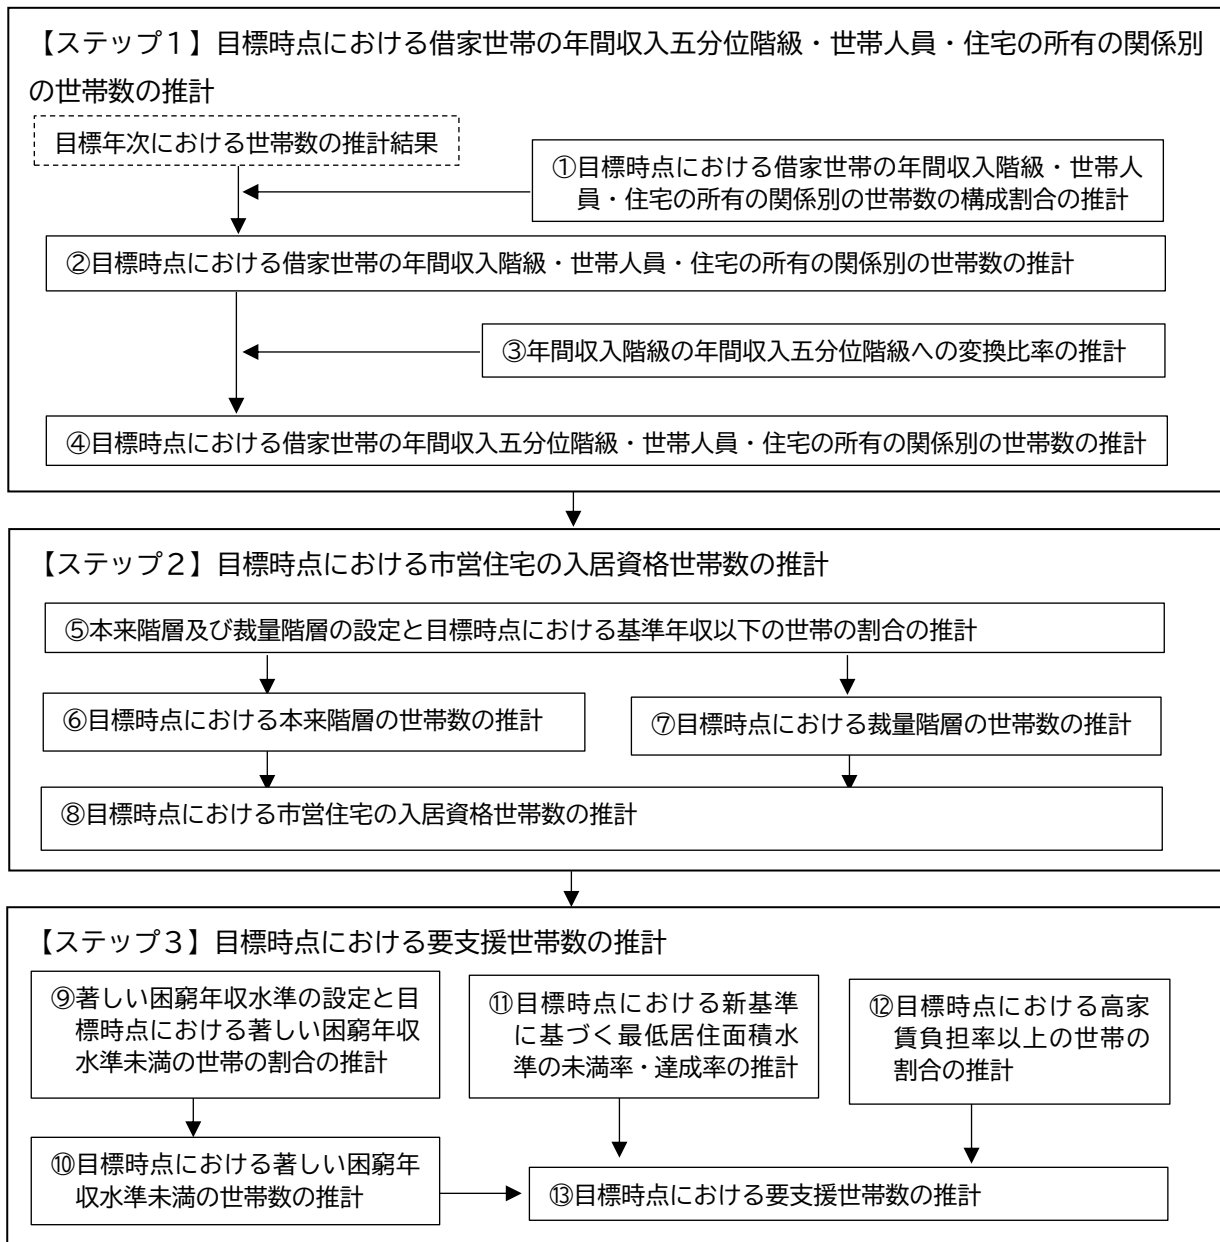 【ステップ１】目標時点における借家世帯の年間収入五分位階級・世帯人員・住宅の所有の関係別
の世帯数の推計
目標年次における世帯数の推計結果
①目標時点における借家世帯の年間収入階級・世帯人
員・住宅の所有の関係別の世帯数の構成割合の推計
②目標時点における借家世帯の年間収入階級・世帯人員・住宅の所有の関係別の世帯数の推計
③年間収入階級の年間収入五分位階級への変換比率の推計
④目標時点における借家世帯の年間収入五分位階級・世帯人員・住宅の所有の関係別の世帯数の推計
【ステップ２】目標時点における市営住宅の入居資格世帯数の推計
⑤本来階層及び裁量階層の設定と目標時点における基準年収以下の世帯の割合の推計
⑥目標時点における本来階層の世帯数の推計
⑦目標時点における裁量階層の世帯数の推計
⑧目標時点における市営住宅の入居資格世帯数の推計
【ステップ３】目標時点における要支援世帯数の推計
⑨著しい困窮年収水準の設定と目
標時点における著しい困窮年収
水準未満の世帯の割合の推計
⑪目標時点における新基準
に基づく最低居住面積水
準の未満率・達成率の推計
⑫目標時点における高家
賃負担率以上の世帯の
割合の推計
⑩目標時点における著しい困窮年
収水準未満の世帯数の推計
⑬目標時点における要支援世帯数の推計